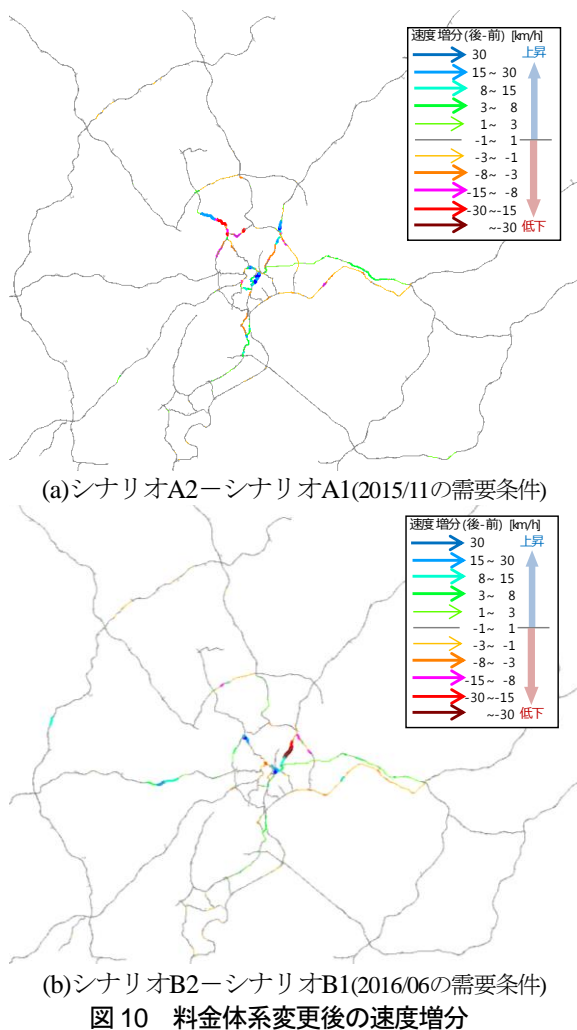 速度増分(後-前) [km/h]
30
上昇
15~ 30
8~ 15
3~ 8
1~ 3
-1~ 1
-3~ -1
-8~ -3
-15~ -8
-30~-15
~-30
低下
(a)シナリオA2－シナリオA1(2015/11の需要条件)
速度増分(後-前) [km/h]
30
上昇
15~ 30
8~ 15
3~ 8
1~ 3
-1~ 1
-3~ -1
-8~ -3
-15~ -8
-30~-15
~-30
低下
(b)シナリオB2－シナリオB1(2016/06の需要条件)
図 10 料金体系変更後の速度増分